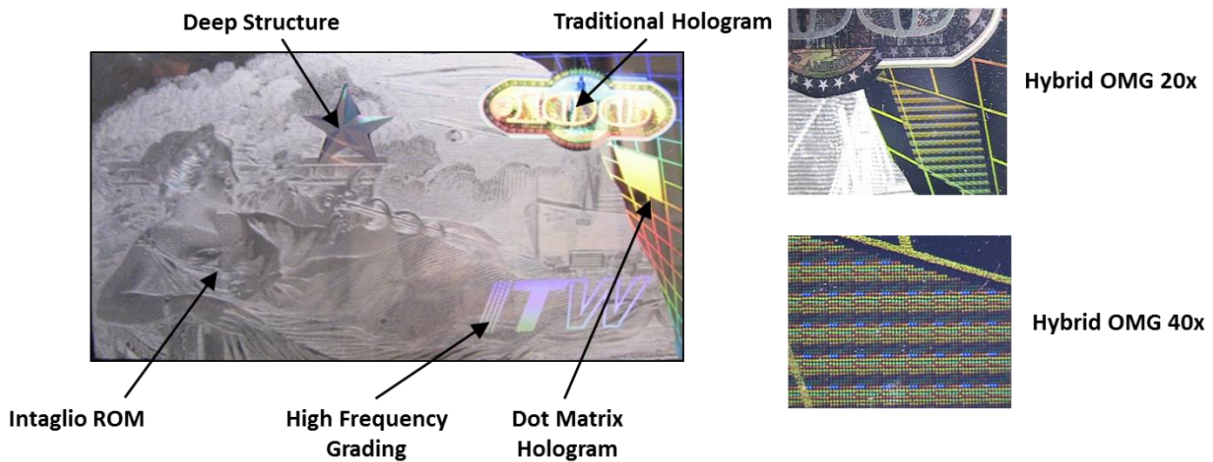 Deep Structure
Traditional Hologram
Hybrid OMG 20x
ITW
Hybrid OMG 40x
Intaglio ROM
High Frequency
Grading
Dot Matrix
Hologram